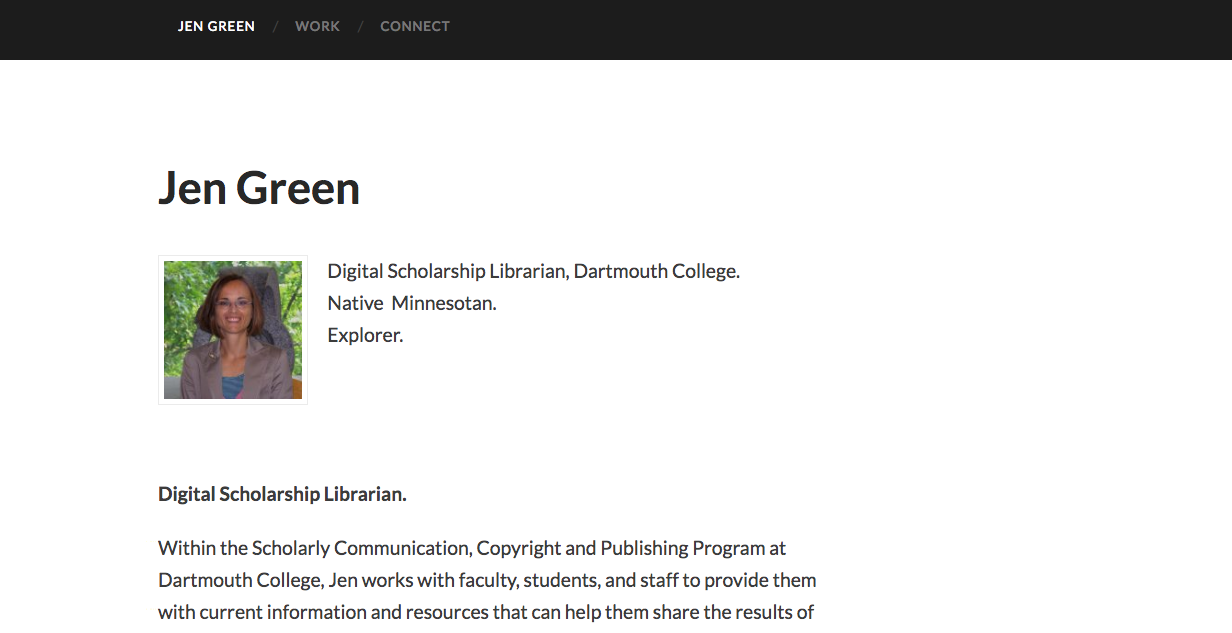 JEN GREEN / WORK / CONNECT
Jen Green
Digital Scholarship Librarian, Dartmouth College.
Native Minnesotan.
Explorer.
Digital Scholarship Librarian.
Within the Scholarly Communication, Copyright and Publishing Program at
Dartmouth College, Jen works with faculty, students, and staff to provide them
with current information and resources that can help them share the results of